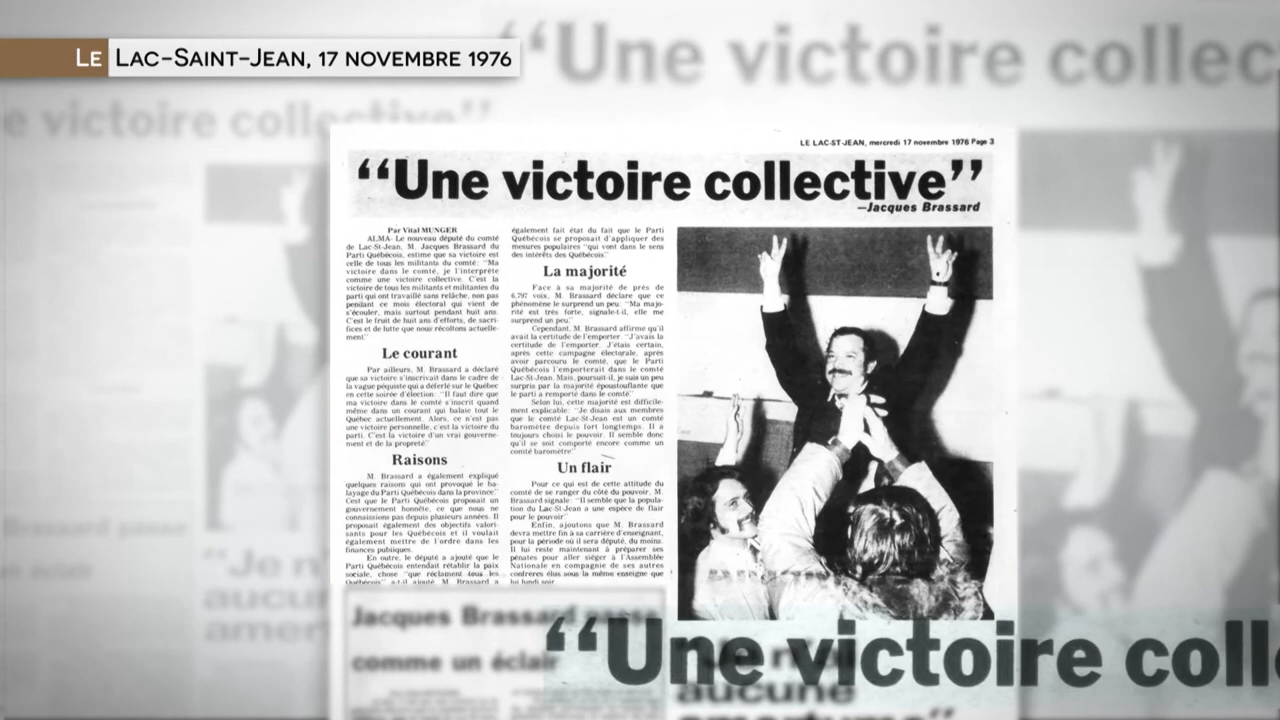 LE LAC-SAINT-JEAN, 17 NOVEMBRE 1976
“Une victoire collec
e victoire collective”
LE LAC-ST-JEAN, mercredi 17 novembre 1976 Page 3
“Une victoire collective”
—Jacques Brassard
Par Vital MUNGER
ALMA- Le nouveau député du comté
de Lac-St-Jean, M. Jacques Brassard du
Parti Québécois, estime que sa victoire est
celle de tous les militants du comté: “Ma
victoire dans le comté, je l'interprète
comme une victoire collective. C'est la
victoire de tous les militants et militantes du
parti qui ont travaillé sans relâche, non pas
pendant ce mois électoral qui vient de
s'écouler, mais surtout pendant huit ans.
C'est le fruit de huit ans d'efforts, de sacri-
fices et de lutte que nous récoltons actuelle-
ment.”
Le courant
Par ailleurs, M. Brassard a déclaré
que sa victoire s'inscrivait dans le cadre de
la vague péquiste qui a déferlé sur le Québec
en cette soirée d'élection: “Il faut dire que
ma victoire dans le comté s'inscrit quand
même dans un courant qui balaie tout le
Québec actuellement. Alors, ce n'est pas
une victoire personnelle, c'est la victoire du
parti. C'est la victoire d'un vrai gouverne-
ment et de la propreté”
Raisons
M. Brassard a également expliqué
quelques raisons qui ont provoqué le ba-
layage du Parti Québécois dans la province:”
C'est que le Parti Québécois proposait un
gouvernement honnête, ce que nous ne
connaissions pas depuis plusieurs années. Il
proposait également des objectifs valori-
sants pour les Québécois et il voulait
également mettre de l'ordre dans les
finances publiques.
En outre, le député a ajouté que le
Parti Québécois entendait rétablir la paix
sociale, chose “que réclament tous les
Québécois” a-t-il ajouté. M. Brassard a
également fait état du fait que le Parti
Québécois se proposait d'appliquer des
mesures populaires “qui vont dans le sens
des intérêts des Québécois.”
La majorité
Face à sa majorité de près de
6,797 voix, M. Brassard déclare que ce
phénomène le surprend un peu: “Ma majo-
rité est très forte, signale-t-il, elle me
surprend un peu.”
Cependant, M. Brassard affirme qu'il
avait la certitude de l'emporter. “J'avais la
certitude de l'emporter. J'étais certain,
après cette campagne électorale, après
avoir parcouru le comté, que le Parti
Québécois l'emporterait dans le comté
Lac-St-Jean. Mais, poursuit-il, je suis un peu
surpris par la majorité époustouflante que
le parti a remporté dans le comté.”
Selon lui, cette majorité est difficile-
ment explicable: “Je disais aux membres
que le comté Lac-St-Jean est un comté
baromètre depuis fort longtemps. Il a
toujours choisi le pouvoir. Il semble donc
qu'il se soit comporté encore comme un
comté baromètre”.
Un flair
Pour ce qui est de cette attitude du
comté de se ranger du côté du pouvoir, M.
Brassard signale: “Il semble que la popula-
tion du Lac-St-Jean a une espèce de flair
pour le pouvoir”
Enfin, ajoutons que M. Brassard
devra mettre fin à sa carrière d'enseignant,
pour la période où il sera député, du moins.
Il lui reste maintenant à préparer ses
pénates pour aller siéger à l'Assemblée
Nationale en compagnie de ses autres
confrères élus sous la même enseigne que
lui lundi soir.
Jacques Brassard passe
comme un éclair
“Une victoire coll
aucune
amertume”
Brassard passe
un éclair
“Je n
aucu
amer